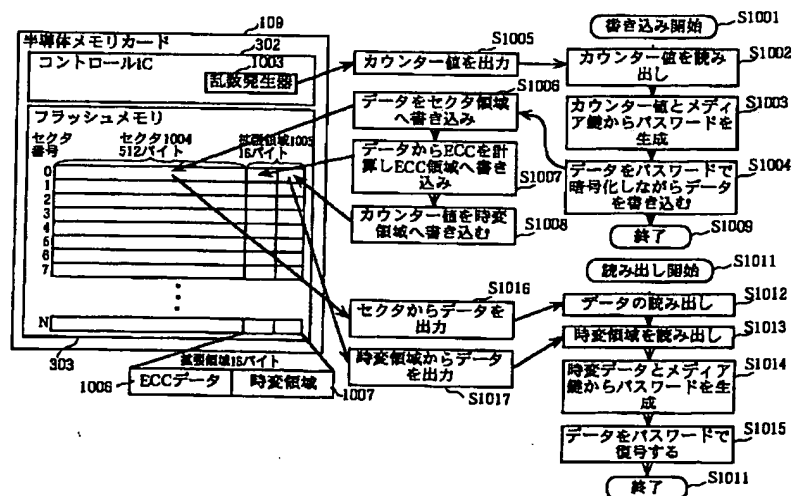 109
半導体メモリカード
302
コントロールIC
1003
乱数発生器
フラッシュメモリ
セクタ
番号
セクタ1004
512バイト
拡張領域1005
16バイト
0
1
2
3
4
5
6
7
N
303
拡張領域16バイト
1006
ECCデータ
時変領域
1007
S1005
カウンター値を出力
S1006
データをセクタ領域
へ書き込み
データからECCを計
算しECC領域へ書き
込み
S1007
カウンター値を時変
領域へ書き込む
S1008
書き込み開始
S1001
カウンター値を読み
出し
S1002
カウンター値とメディ
ア鍵からパスワードを
生成
S1003
データをパスワードで
暗号化しながらデータ
を書き込む
S1004
終了
S1009
読み出し開始
S1011
S1016
セクタからデータを
出力
時変領域からデータ
を出力
S1017
データの読み出し
S1012
時変領域を読み出し
S1013
時変データとメディア
鍵からパスワードを生
成
S1014
データをパスワードで
復号する
S1015
終了
S1011